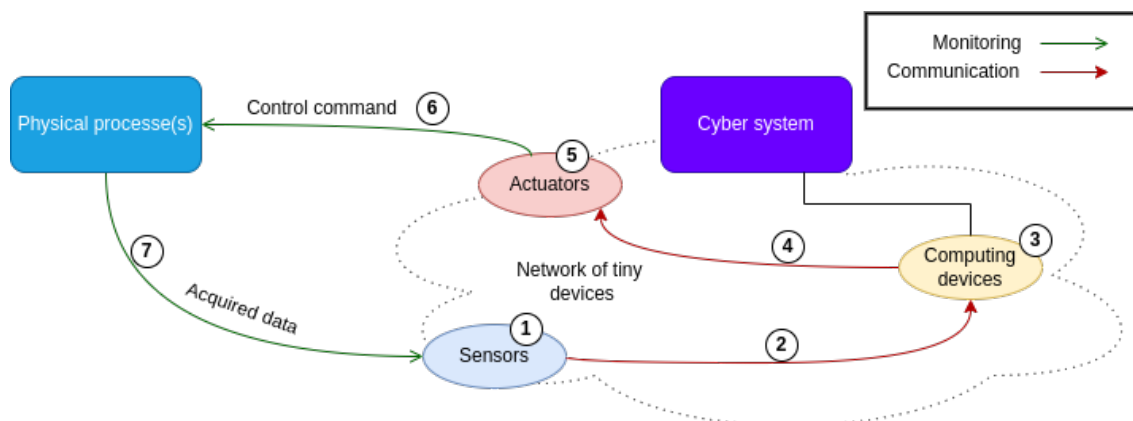 Monitoring
Communication
Physical processe(s)
Control command
6
Cyber system
5
Actuators
7
4
3
Computing
devices
Network of tiny
devices
Acquired data
1
Sensors
2